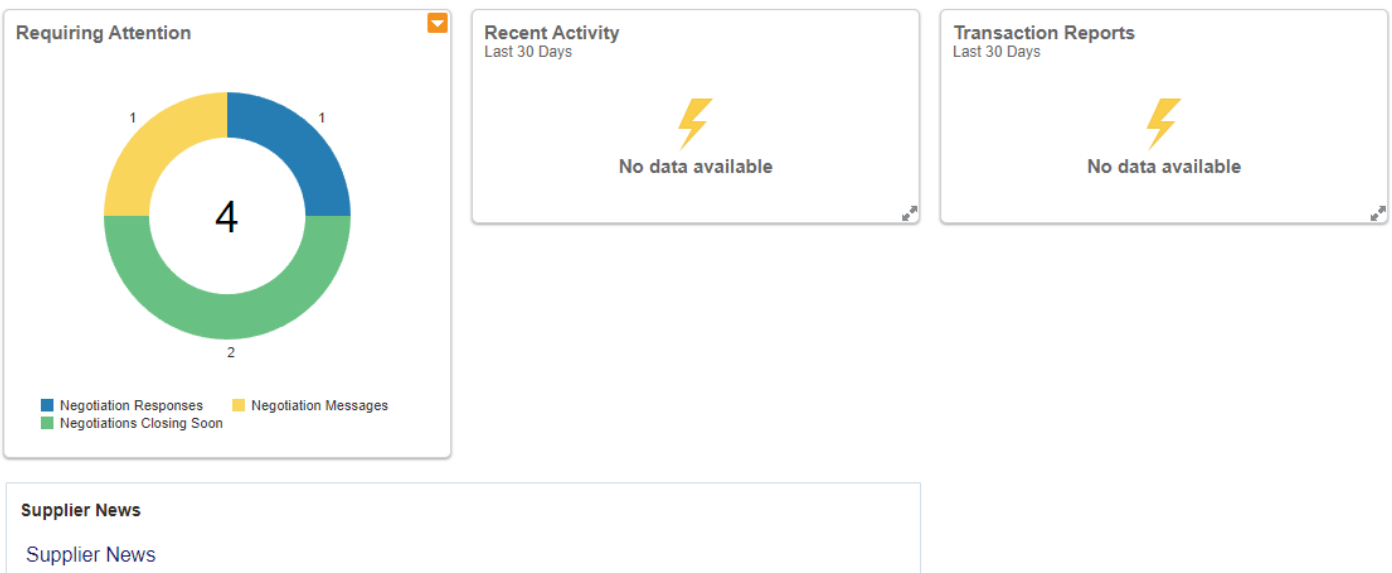 Requiring Attention
1
1
4
2
Negotiation Responses
Negotiation Messages
Negotiations Closing Soon
Recent Activity
Last 30 Days
No data available
Transaction Reports
Last 30 Days
No data available
Supplier News
Supplier News